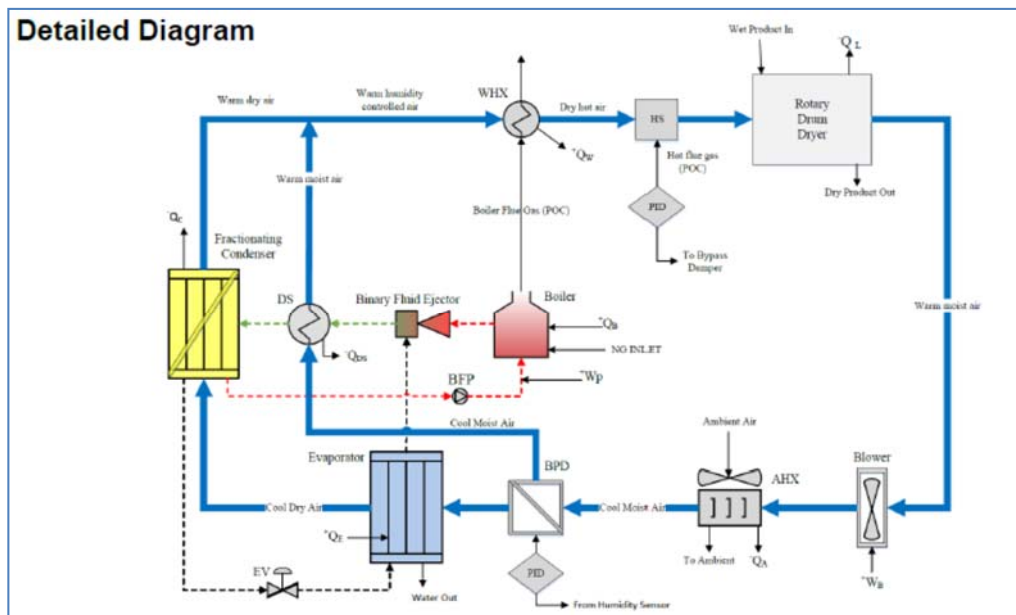 Detailed Diagram
Wet Product In
-Q L
WHX
Warm dry air
Warm humidity
controlled air
Dry hot air
HS
Rotary
Drum
Dryer
+QW
Hot flue gas
(POC)
Warm moist air
Dry Product Out
PID
Boiler Flue Gas (POC)
-QC
Fractionating
Condenser
To Bypass
Damper
DS
Binary Fluid Ejector
Boiler
Warm moist air
+QB
NG INLET
-QDS
+WP
BFP
Cool Moist Air
Ambient Air
Evaporator
BPD
AHX
Blower
Cool Dry Air
Cool Moist Air
+QE
To Ambient
-QA
EV
PID
+WB
Water Out
From Humidity Sensor